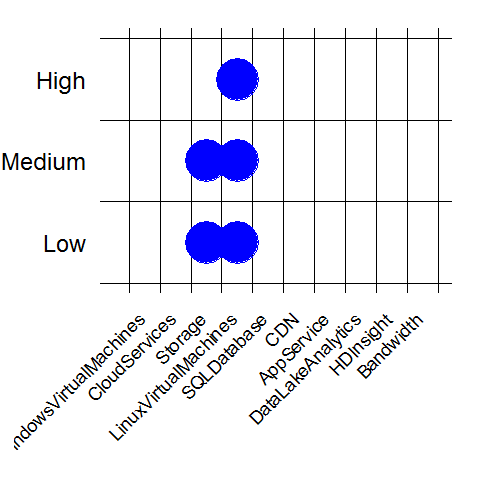 High
Medium
Low
ndowsVirtualMachines
CloudServices
Storage
LinuxVirtualMachines
SQLDatabase
CDN
AppService
DataLakeAnalytics
HDInsight
Bandwidth